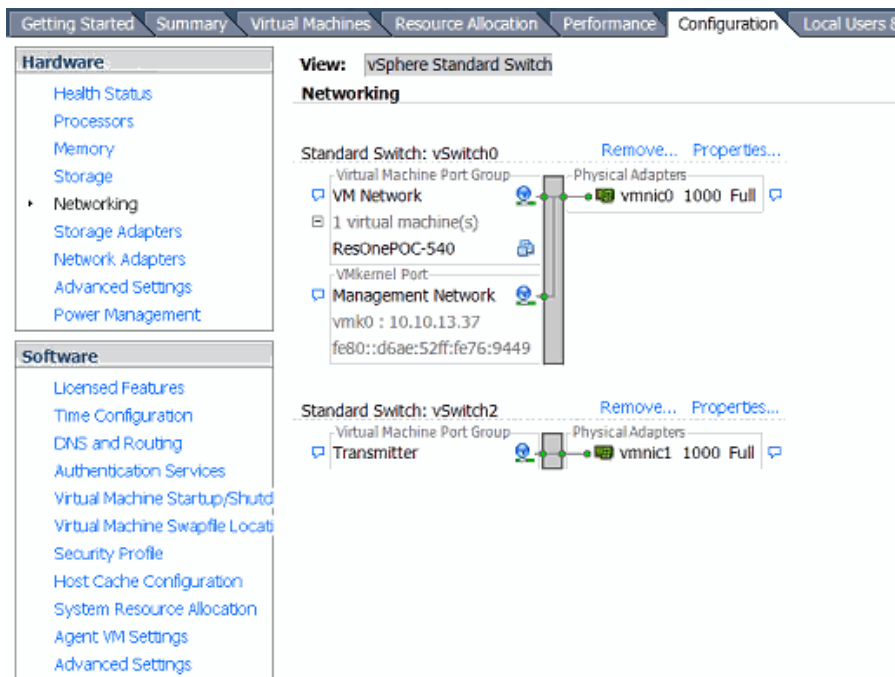 Getting Started Summary Virtual Machines Resource Allocation Performance Configuration Local Users &
Hardware
Health Status
Processors
Memory
Storage
Networking
Storage Adapters
Network Adapters
Advanced Settings
Power Management
Software
Licensed Features
Time Configuration
DNS and Routing
Authentication Services
Virtual Machine Startup/Shutd
Virtual Machine Swapfile Locati
Security Profile
Host Cache Configuration
System Resource Allocation
Agent VM Settings
Advanced Settings
View: vSphere Standard Switch
Networking
Standard Switch: vSwitch0 Remove... Properties...
Virtual Machine Port Group Physical Adapters
VM Network vmnic0 1000 Full
1 virtual machine(s)
ResOnePOC-540
VMkernel Port
Management Network
vmk0 : 10.10.13.37
fe80::d6ae:52ff:fe76:9449
Standard Switch: vSwitch2 Remove... Properties...
Virtual Machine Port Group Physical Adapters
Transmitter vmnic1 1000 Full